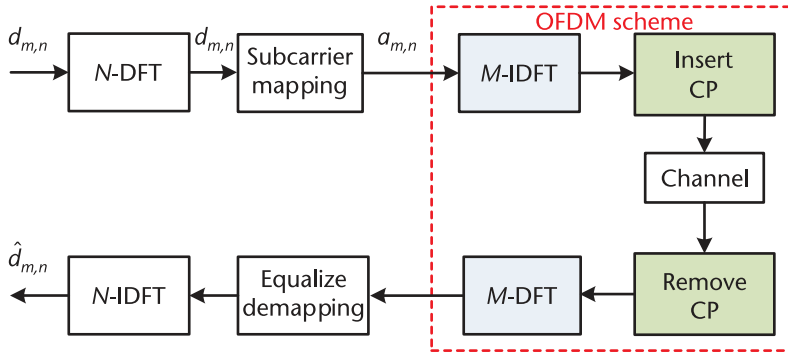 OFDM scheme
d_{m,n}
N-DFT
d_{m,n}
Subcarrier
mapping
a_{m,n}
M-IDFT
Insert
CP
Channel
Remove
CP
M-DFT
Equalize
demapping
N-IDFT
d̂_{m,n}